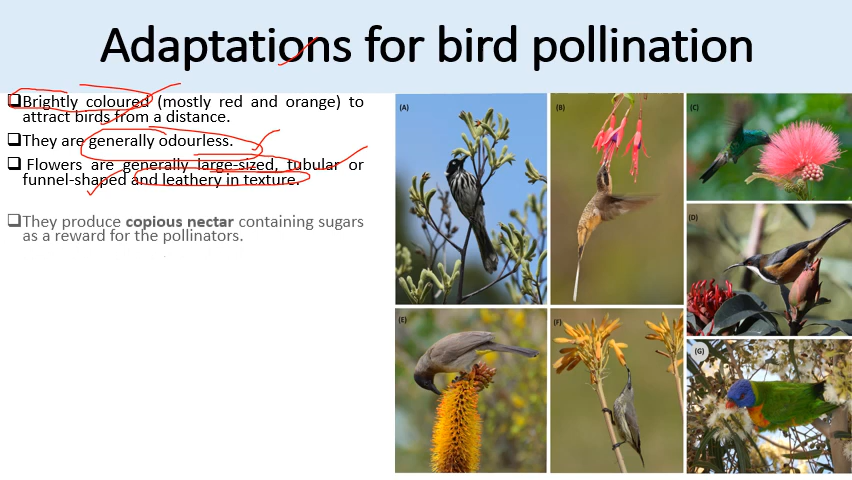 Adaptations for bird pollination
Brightly coloured (mostly red and orange) to
attract birds from a distance.
They are generally odourless.
Flowers are generally large-sized, tubular or
funnel-shaped and leathery in texture.
They produce copious nectar containing sugars
as a reward for the pollinators.
(A)
(B)
(C)
(D)
(E)
(F)
(G)